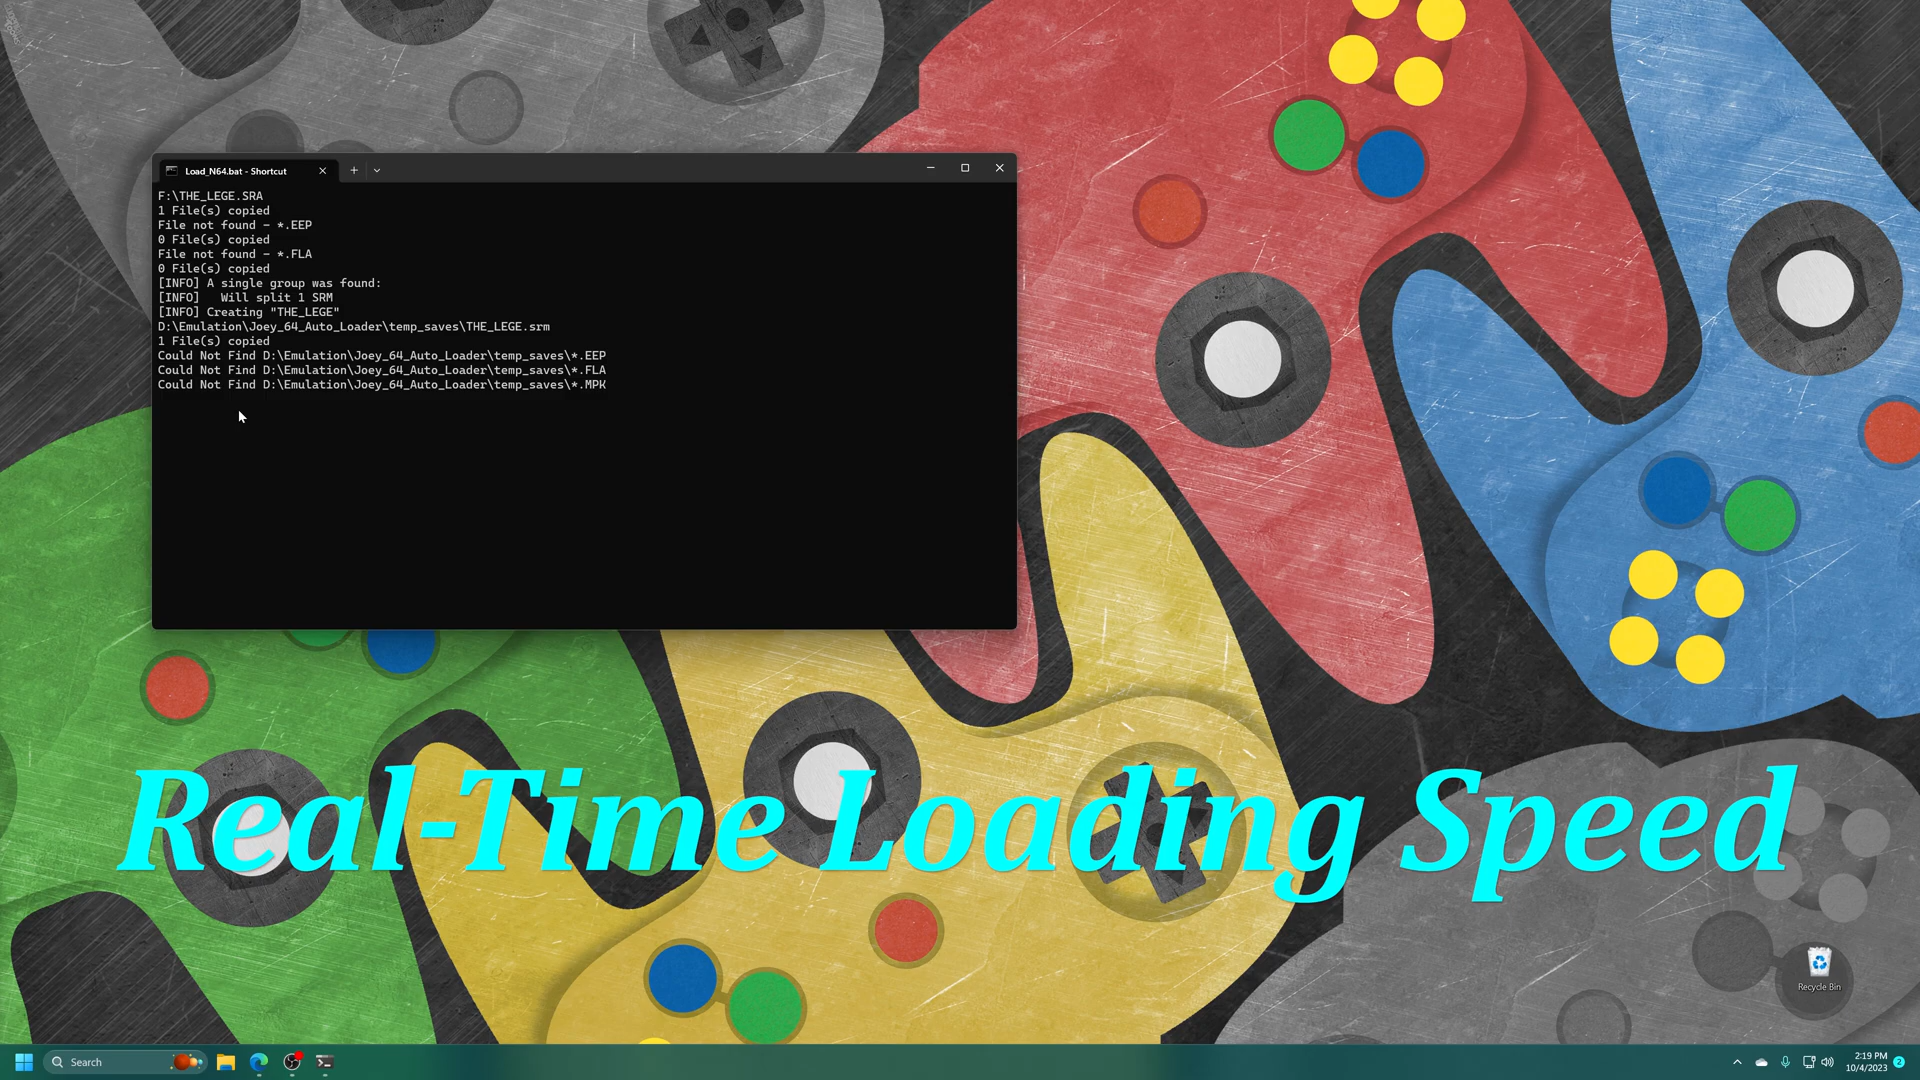 Load_N64.bat - Shortcut
F:\THE_LEGE.SRA
1 File(s) copied
File not found - *.EEP
0 File(s) copied
File not found - *.FLA
0 File(s) copied
[INFO] A single group was found:
[INFO]   Will split 1 SRM
[INFO] Creating "THE_LEGE"
D:\Emulation\Joey_64_Auto_Loader\temp_saves\THE_LEGE.srm
1 File(s) copied
Could Not Find D:\Emulation\Joey_64_Auto_Loader\temp_saves\*.EEP
Could Not Find D:\Emulation\Joey_64_Auto_Loader\temp_saves\*.FLA
Could Not Find D:\Emulation\Joey_64_Auto_Loader\temp_saves\*.MPK
Real-Time Loading Speed
Recycle Bin
Search
2:19 PM
10/4/2023
2